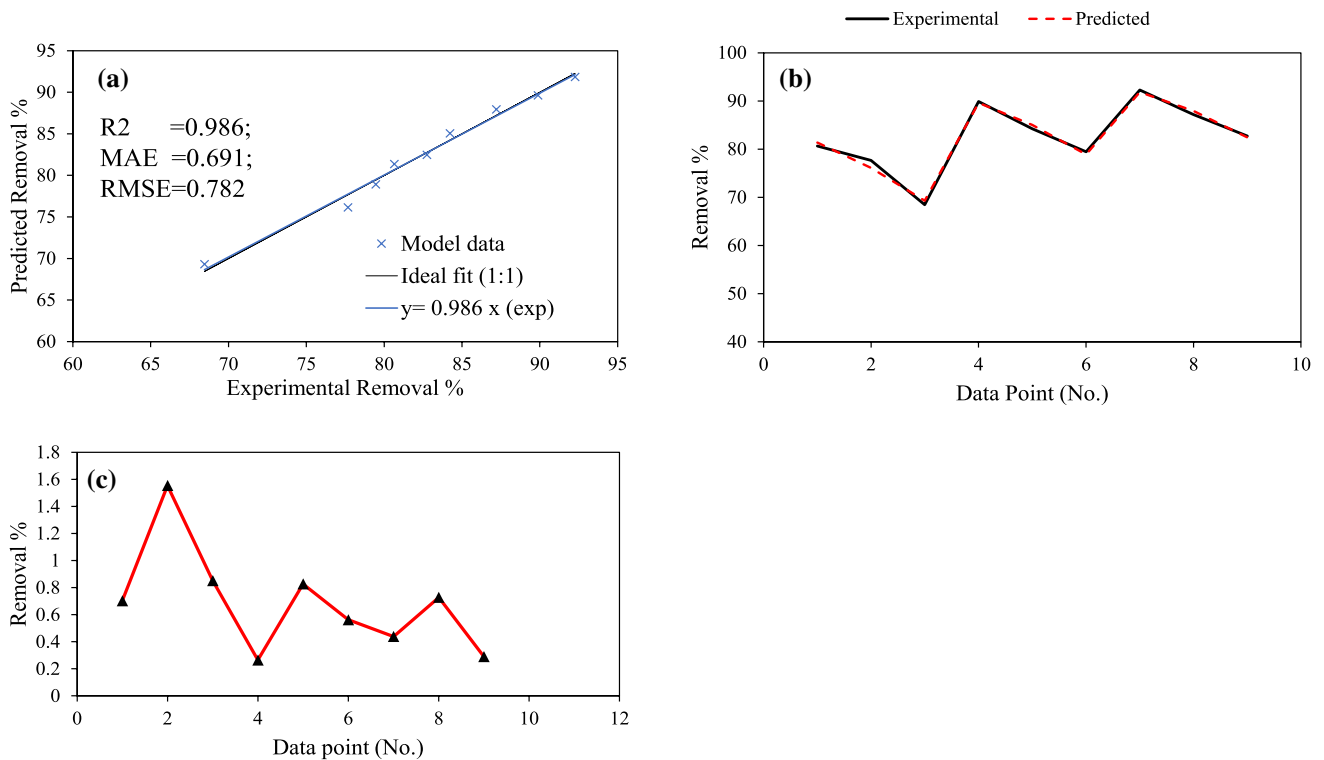 (a)
R2 =0.986;
MAE =0.691;
RMSE=0.782
Model data
Ideal fit (1:1)
y= 0.986 x (exp)
95
90
85
80
75
70
65
60
60 65 70 75 80 85 90 95
Predicted Removal %
Experimental Removal %
Experimental Predicted
(b)
100
90
80
70
60
50
40
0 2 4 6 8 10
Removal %
Data Point (No.)
(c)
1.8
1.6
1.4
1.2
1
0.8
0.6
0.4
0.2
0
0 2 4 6 8 10 12
Removal %
Data point (No.)